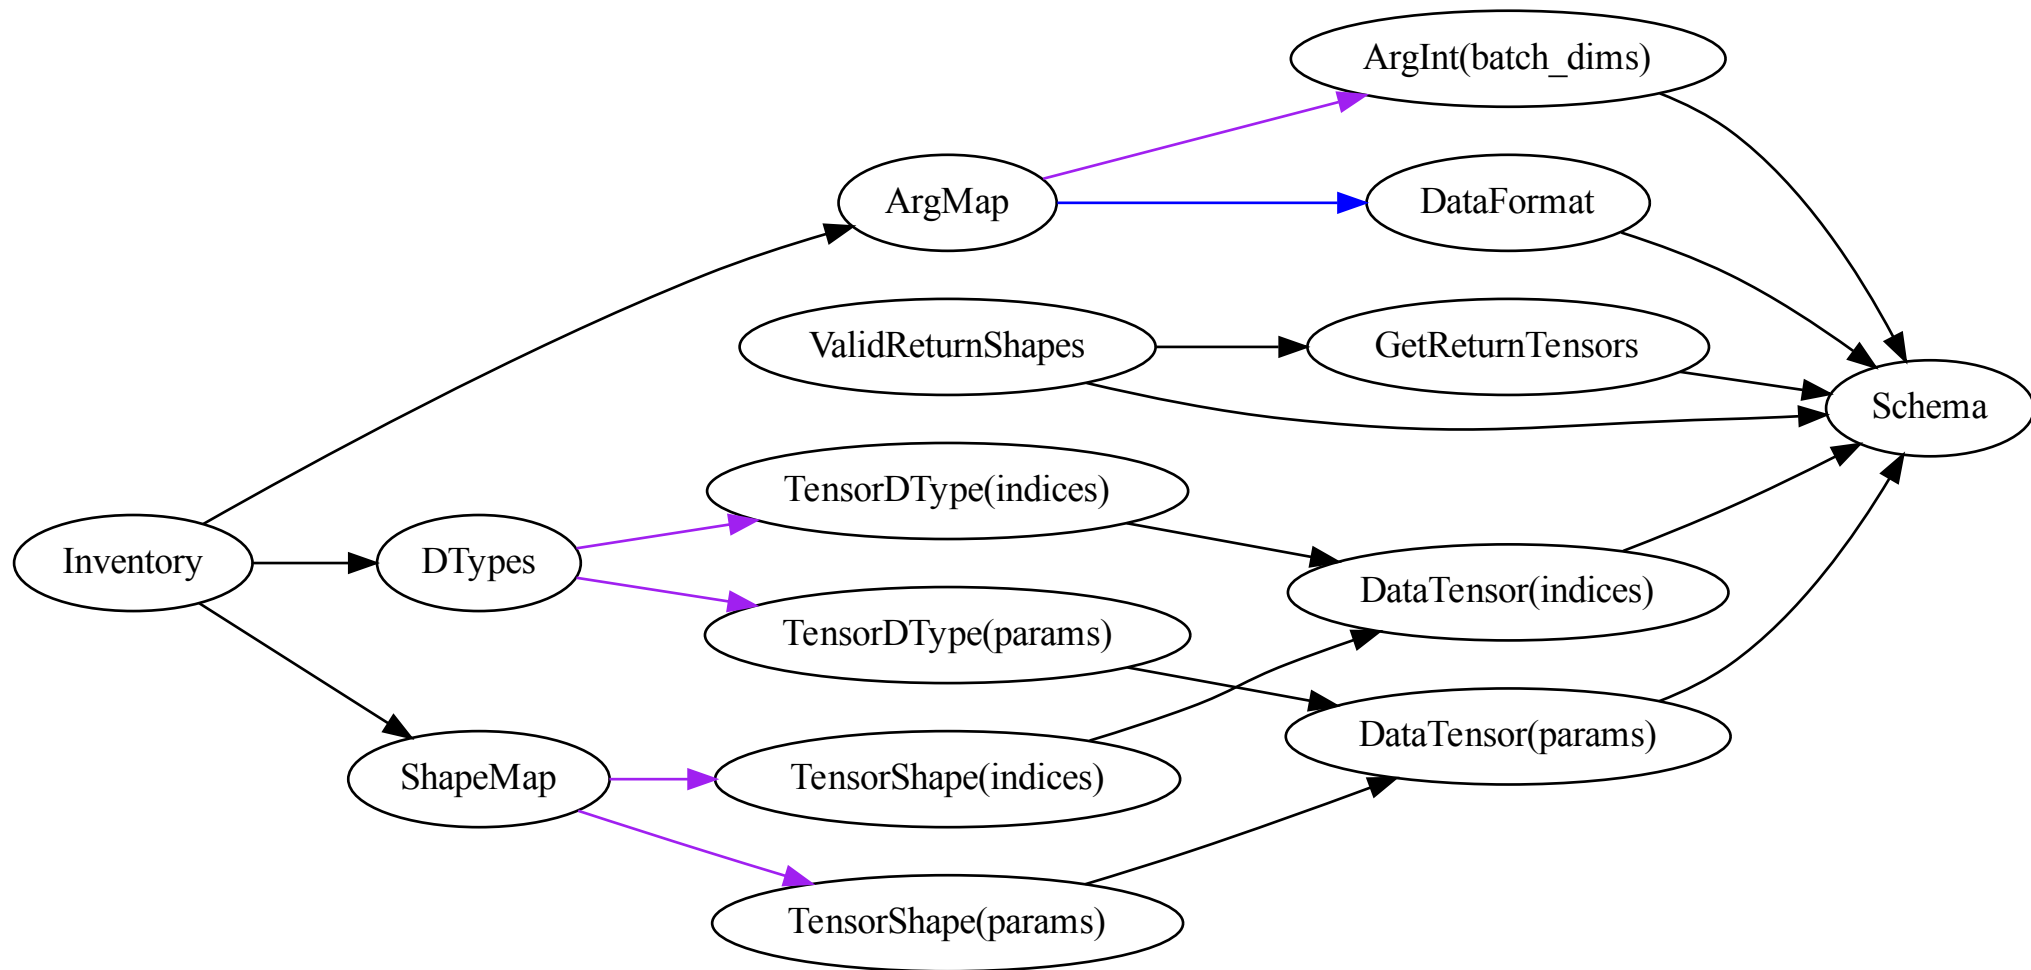 ArgInt(batch_dims)
ArgMap
DataFormat
ValidReturnShapes
GetReturnTensors
Schema
TensorDType(indices)
Inventory
DTypes
DataTensor(indices)
TensorDType(params)
DataTensor(params)
ShapeMap
TensorShape(indices)
TensorShape(params)